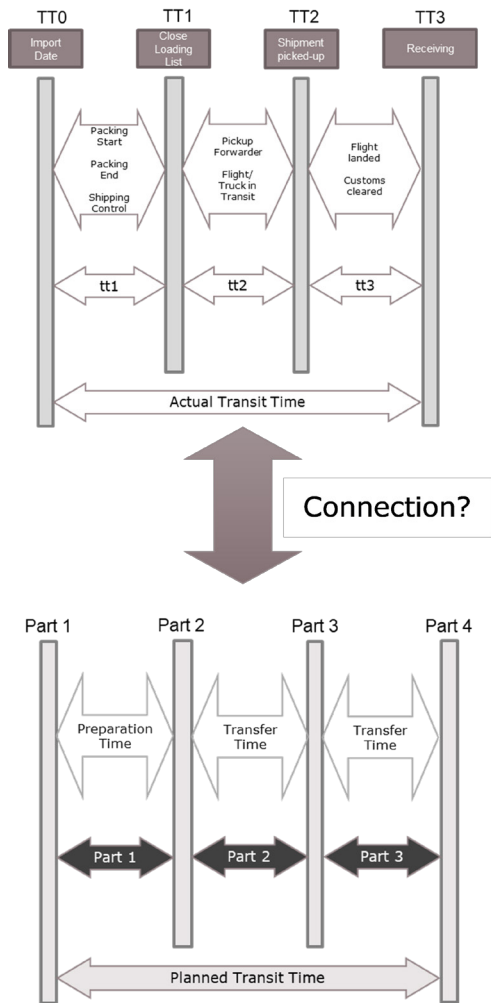 TT0 TT1 TT2 TT3
Import
Date
Close
Loading
List
Shipment
picked-up
Receiving
Packing
Start
Packing
End
Shipping
Control
Pickup
Forwarder
Flight/
Truck in
Transit
Flight
landed
Customs
cleared
tt1 tt2 tt3
Actual Transit Time
Connection?
Part 1 Part 2 Part 3 Part 4
Preparation
Time
Transfer
Time
Transfer
Time
Part 1 Part 2 Part 3
Planned Transit Time